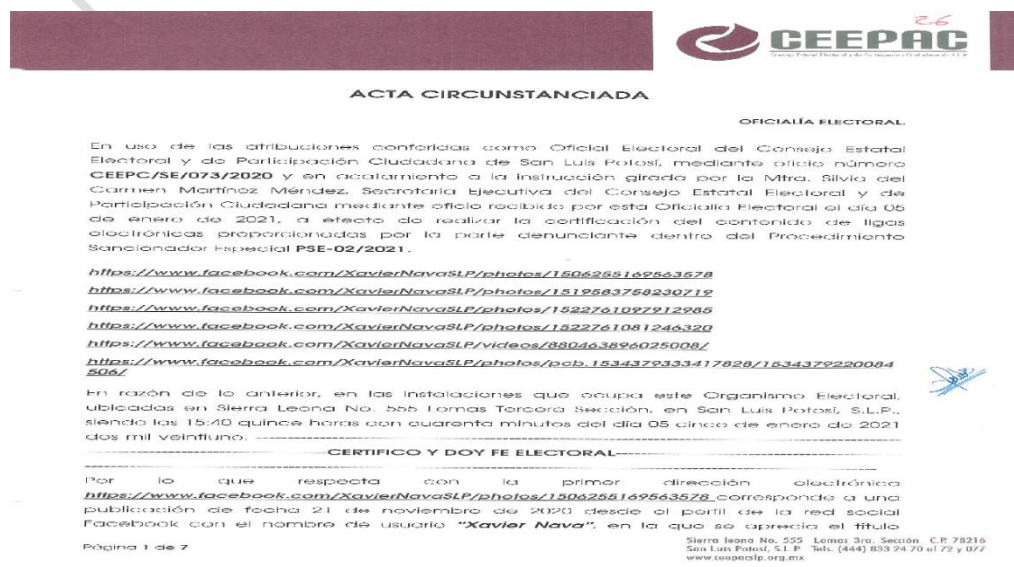 26
CEEPAC
Consejo Estatal Electoral y de Participación Ciudadana de S.L.P.
ACTA CIRCUNSTANCIADA
OFICIALÍA ELECTORAL.
En uso de las atribuciones conferidas como Oficial Electoral del Consejo Estatal
Electoral y de Participación Ciudadana de San Luis Potosí, mediante oficio número
CEEPC/SE/073/2020 y en acatamiento a la instrucción girada por la Mtra. Silvia del
Carmen Martínez Méndez, Secretaria Ejecutiva del Consejo Estatal Electoral y de
Participación Ciudadana mediante oficio recibido por esta Oficialía Electoral el día 05
de enero de 2021, a efecto de realizar la certificación del contenido de ligas
electrónicas proporcionadas por la parte denunciante dentro del Procedimiento
Sancionador Especial PSE-02/2021.
https://www.facebook.com/XavierNavaSLP/photos/1506255169563578
https://www.facebook.com/XavierNavaSLP/photos/1519583758230719
https://www.facebook.com/XavierNavaSLP/photos/1522761097912985
https://www.facebook.com/XavierNavaSLP/photos/1522761081246320
https://www.facebook.com/XavierNavaSLP/videos/880463896025008/
https://www.facebook.com/XavierNavaSLP/photos/pcb.1534379333417828/1534379220084
506/
En razón de lo anterior, en las instalaciones que ocupa este Organismo Electoral,
ubicadas en Sierra Leona No. 555 Lomas Tercera Sección, en San Luis Potosí, S.L.P.,
siendo las 15:40 quince horas con cuarenta minutos del día 05 cinco de enero de 2021
dos mil veintiuno.
CERTIFICO Y DOY FE ELECTORAL
Por lo que respecta con la primer dirección electrónica
https://www.facebook.com/XavierNavaSLP/photos/1506255169563578 corresponde a una
publicación de fecha 21 de noviembre de 2020 desde el perfil de la red social
Facebook con el nombre de usuario "Xavier Nava", en la que se aprecia el título
Página 1 de 7
Sierra leona No. 555 Lomas 3ra. Sección C.P. 78216
San Luis Potosí, S.L.P. Tels. (444) 833 24 70 al 72 y 077
www.ceepacslp.org.mx